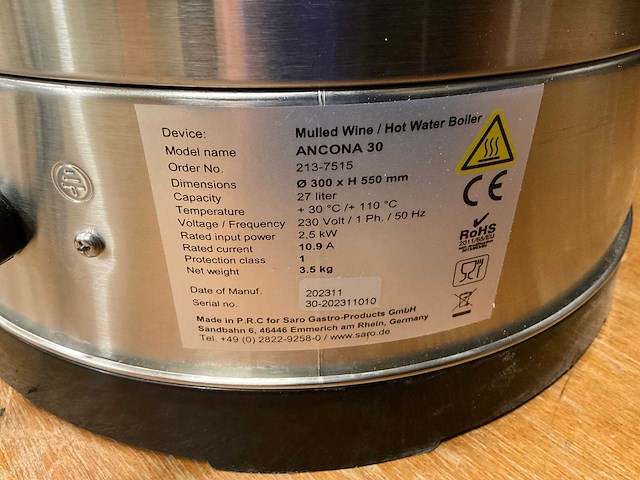 Device: Mulled Wine / Hot Water Boiler
Model name ANCONA 30
Order No. 213-7515
Dimensions Ø 300 x H 550 mm
Capacity 27 liter
Temperature + 30 °C /+ 110 °C
Voltage / Frequency 230 Volt / 1 Ph. / 50 Hz
Rated input power 2.5 kW
Rated current 10.9 A
Protection class 1
Net weight 3.5 kg
CE
RoHS
2011/65/EU
Date of Manuf. 202311
Serial no. 30-202311010
Made in P.R.C for Saro Gastro-Products GmbH
Sandbahn 6, 46446 Emmerich am Rhein, Germany
Tel. +49 (0) 2822-9258-0 / www.saro.de